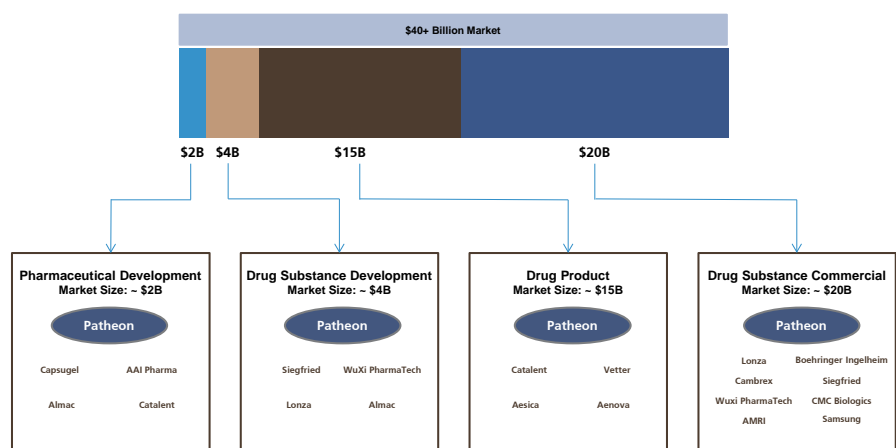 $40+ Billion Market
$2B $4B $15B $20B
Pharmaceutical Development
Market Size: ~ $2B
Patheon
Capsugel AAI Pharma
Almac Catalent
Drug Substance Development
Market Size: ~ $4B
Patheon
Siegfried WuXi PharmaTech
Lonza Almac
Drug Product
Market Size: ~ $15B
Patheon
Catalent Vetter
Aesica Aenova
Drug Substance Commercial
Market Size: ~ $20B
Patheon
Lonza Boehringer Ingelheim
Cambrex Siegfried
Wuxi PharmaTech CMC Biologics
AMRI Samsung